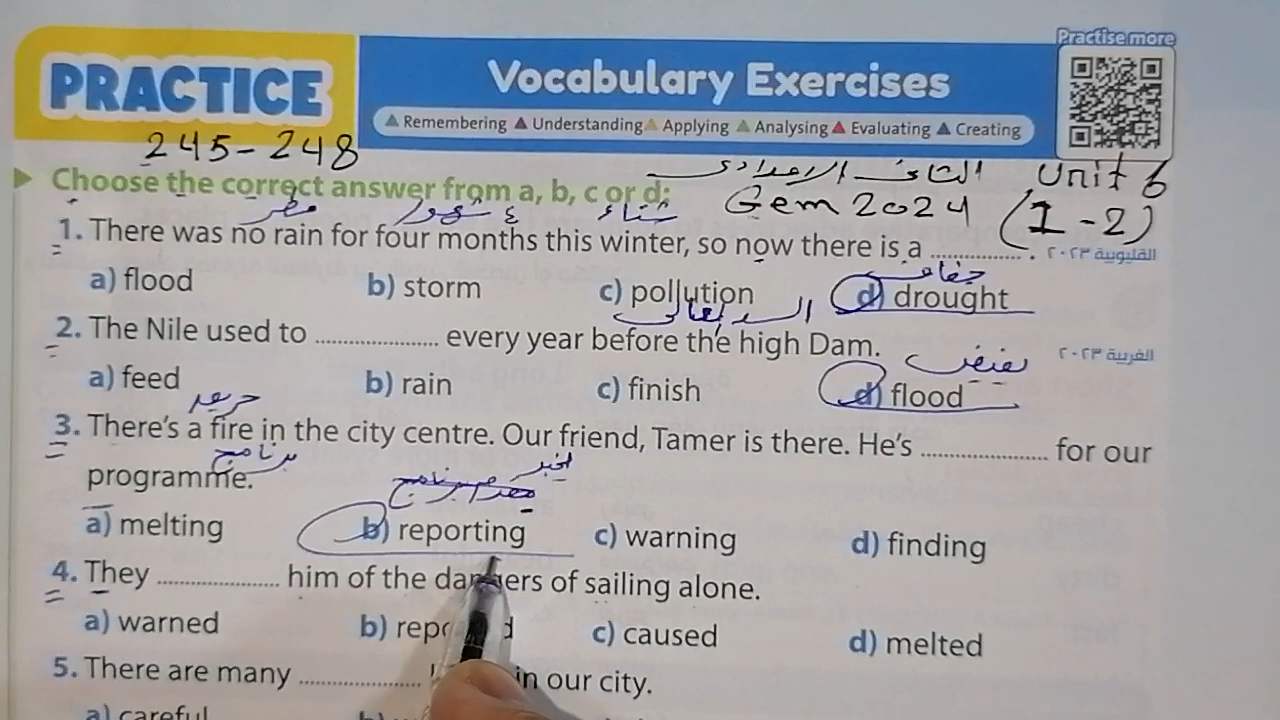 Practise more
PRACTICE
Vocabulary Exercises
Remembering Understanding Applying Analysing Evaluating Creating
245-248
الثانى الاعدادى
Unit 6
Choose the correct answer from a, b, c or d:
Gem 2024
(1-2)
مطر
٤ شهور
شتاء
1. There was no rain for four months this winter, so now there is a .................. . القليوبية ٢٠٢٣
جفاف
a) flood b) storm c) pollution d) drought
السد العالى
2. The Nile used to ........................ every year before the high Dam. الغربية ٢٠٢٣
a) feed b) rain c) finish d) flood
3. There's a fire in the city centre. Our friend, Tamer is there. He's ........................ for our
برنامج
programme.
a) melting b) reporting c) warning d) finding
4. They ........................ him of the dangers of sailing alone.
a) warned b) reported c) caused d) melted
5. There are many ........................ in our city.
a) careful